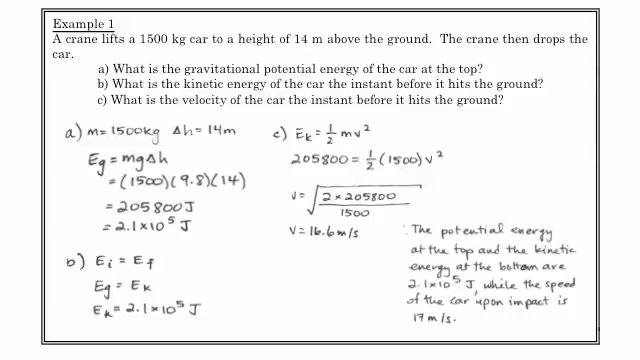 Example 1
A crane lifts a 1500 kg car to a height of 14 m above the ground. The crane then drops the
car.
a) What is the gravitational potential energy of the car at the top?
b) What is the kinetic energy of the car the instant before it hits the ground?
c) What is the velocity of the car the instant before it hits the ground?
a) m=1500kg Δh=14m
Eg = mgΔh
= (1500)(9.8)(14)
= 205800J
= 2.1×10⁵ J
b) Ei = Ef
Eg = Ek
Ek = 2.1×10⁵ J
c) Ek = 1/2 mv²
205800 = 1/2 (1500) v²
v = √(2×205800/1500)
v = 16.6m/s
∴ The potential energy
at the top and the kinetic
energy at the bottom are
2.1×10⁵ J, while the speed
of the car upon impact is
17 m/s.